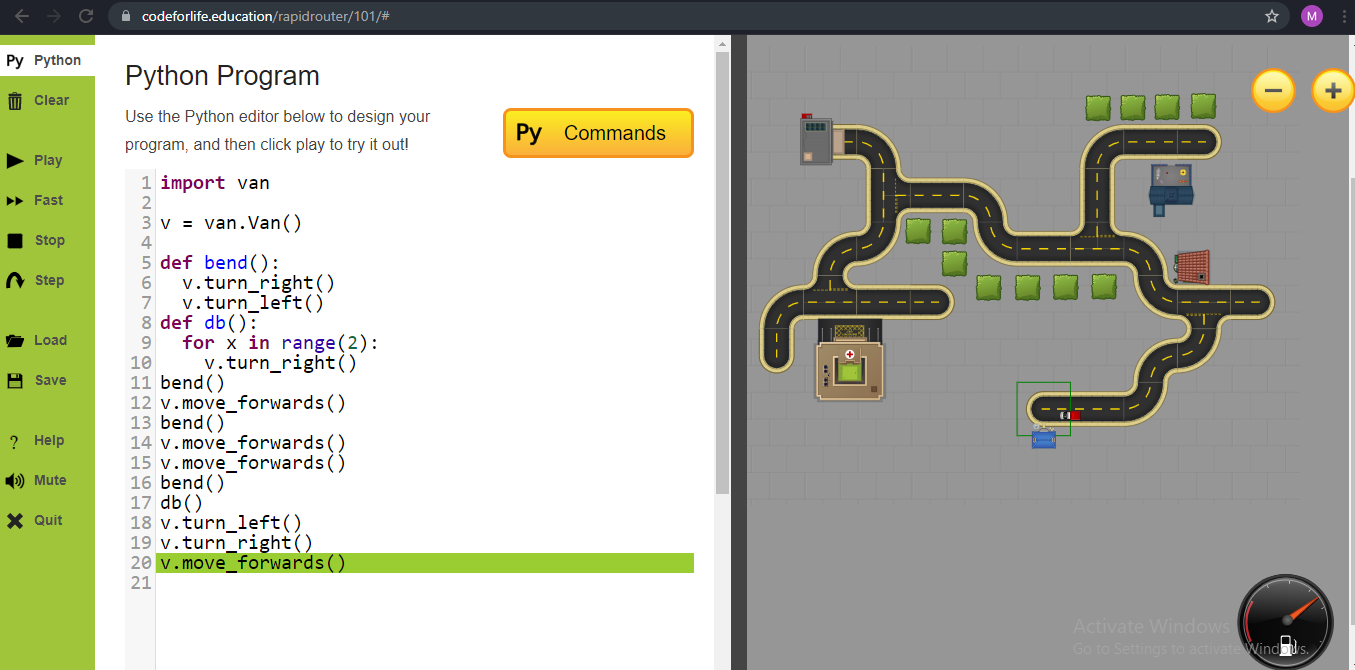 codeforlife.education/rapidrouter/101/#
M
Py Python
Clear
Play
Fast
Stop
Step
Load
Save
? Help
Mute
Quit
Python Program
Use the Python editor below to design your
program, and then click play to try it out!
Py Commands
1 import van
2
3 v = van.Van()
4
5 def bend():
6   v.turn_right()
7   v.turn_left()
8 def db():
9   for x in range(2):
10     v.turn_right()
11 bend()
12 v.move_forwards()
13 bend()
14 v.move_forwards()
15 v.move_forwards()
16 bend()
17 db()
18 v.turn_left()
19 v.turn_right()
20 v.move_forwards()
21
Activate Windows
Go to Settings to activate Windows.